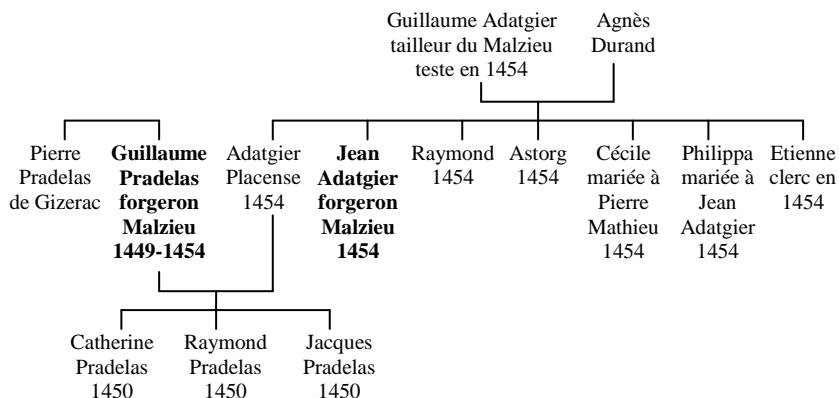 Guillaume Adatgier
tailleur du Malzieu
teste en 1454
Agnès
Durand
Pierre
Pradelas
de Gizerac
Guillaume
Pradelas
forgeron
Malzieu
1449-1454
Adatgier
Placense
1454
Jean
Adatgier
forgeron
Malzieu
1454
Raymond
1454
Astorg
1454
Cécile
mariée à
Pierre
Mathieu
1454
Philippa
mariée à
Jean
Adatgier
1454
Etienne
clerc en
1454
Catherine
Pradelas
1450
Raymond
Pradelas
1450
Jacques
Pradelas
1450